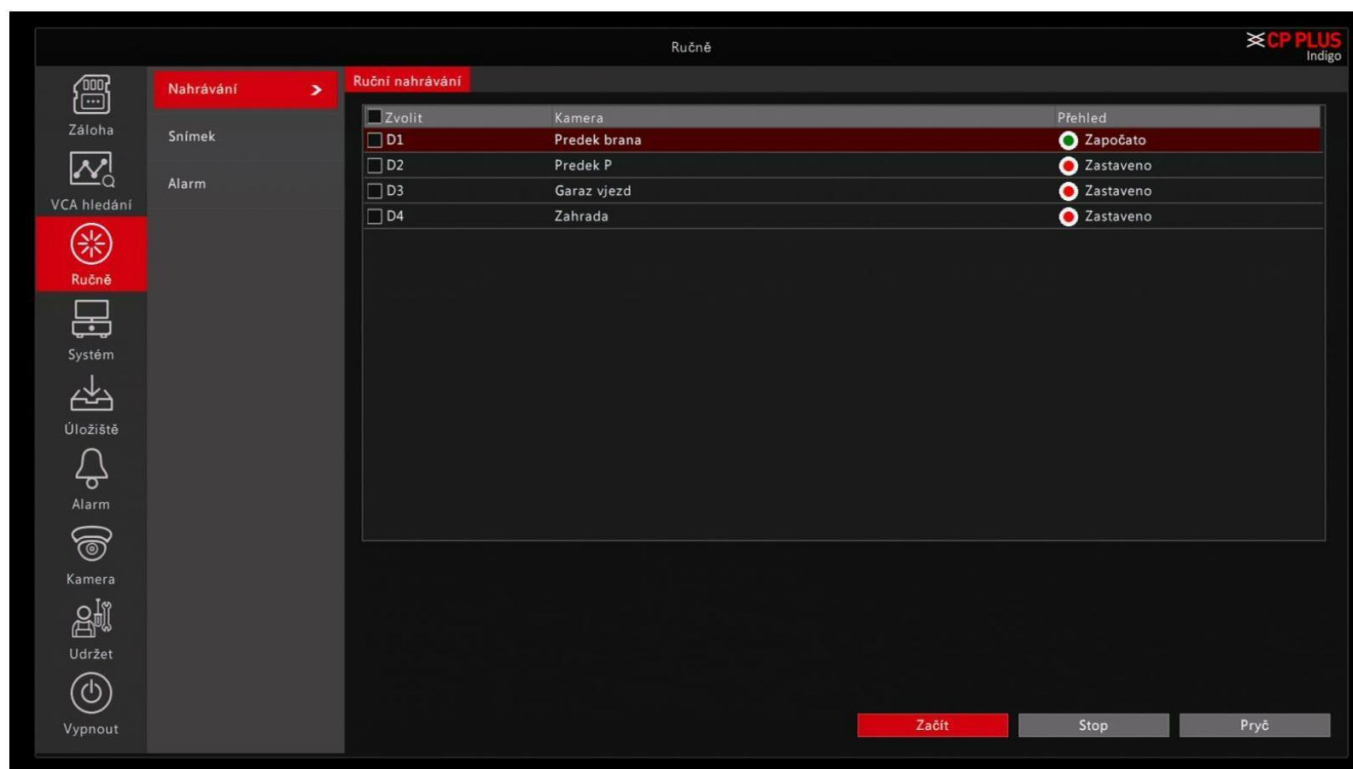 Ručně
CP PLUS
Indigo
Záloha
VCA hledání
Ručně
Systém
Úložiště
Alarm
Kamera
Udržet
Vypnout
Nahrávání
Snímek
Alarm
Ruční nahrávání
Zvolit Kamera Přehled
D1 Predek brana Započato
D2 Predek P Zastaveno
D3 Garaz vjezd Zastaveno
D4 Zahrada Zastaveno
Začít Stop Pryč